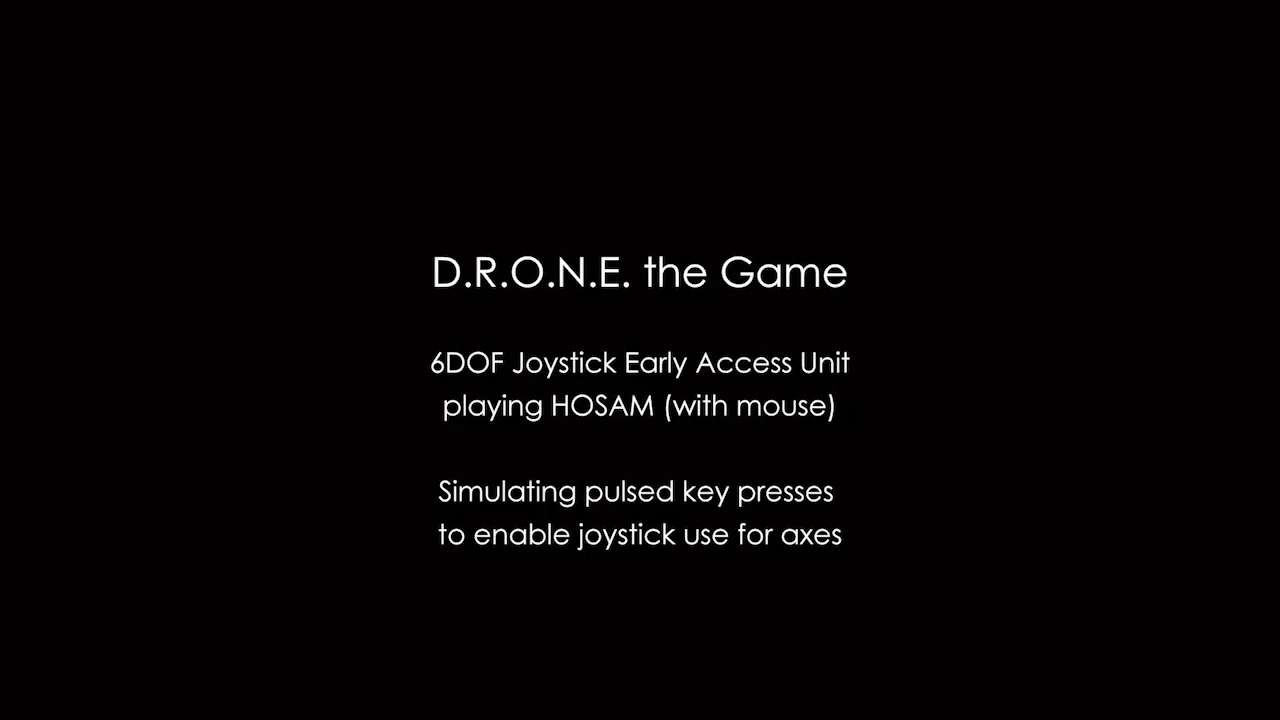 D.R.O.N.E. the Game
6DOF Joystick Early Access Unit
playing HOSAM (with mouse)
Simulating pulsed key presses
to enable joystick use for axes